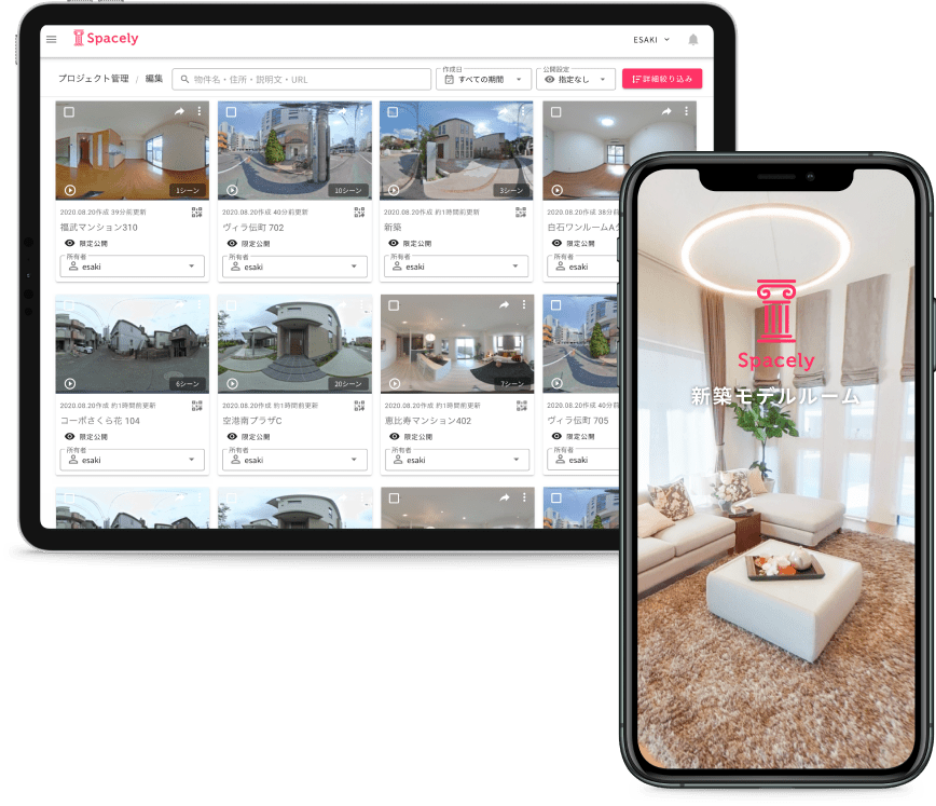 Spacely
ESAKI
プロジェクト管理 / 編集
物件名・住所・説明文・URL
作成日
すべての期間
公開設定
指定なし
詳細絞り込み
1シーン
10シーン
3シーン
2020.08.20作成 39分前更新
2020.08.20作成 40分前更新
2020.08.20作成 約1時間前更新
2020.08.20作成 38分
福武マンション310
ヴィラ伝町 702
新築
白石ワンルームA
限定公開
限定公開
限定公開
限定公開
所有者
esaki
所有者
esaki
所有者
esaki
所有者
esaki
6シーン
20シーン
7シーン
2020.08.20作成 約1時間前更新
2020.08.20作成 約1時間前更新
2020.08.20作成 約1時間前更新
2020.08.20作成 40分
コーポさくら花 104
空港南プラザC
恵比寿マンション402
ヴィラ伝町 705
限定公開
限定公開
限定公開
限定公開
所有者
esaki
所有者
esaki
所有者
esaki
所有者
esaki
Spacely
新築モデルルーム